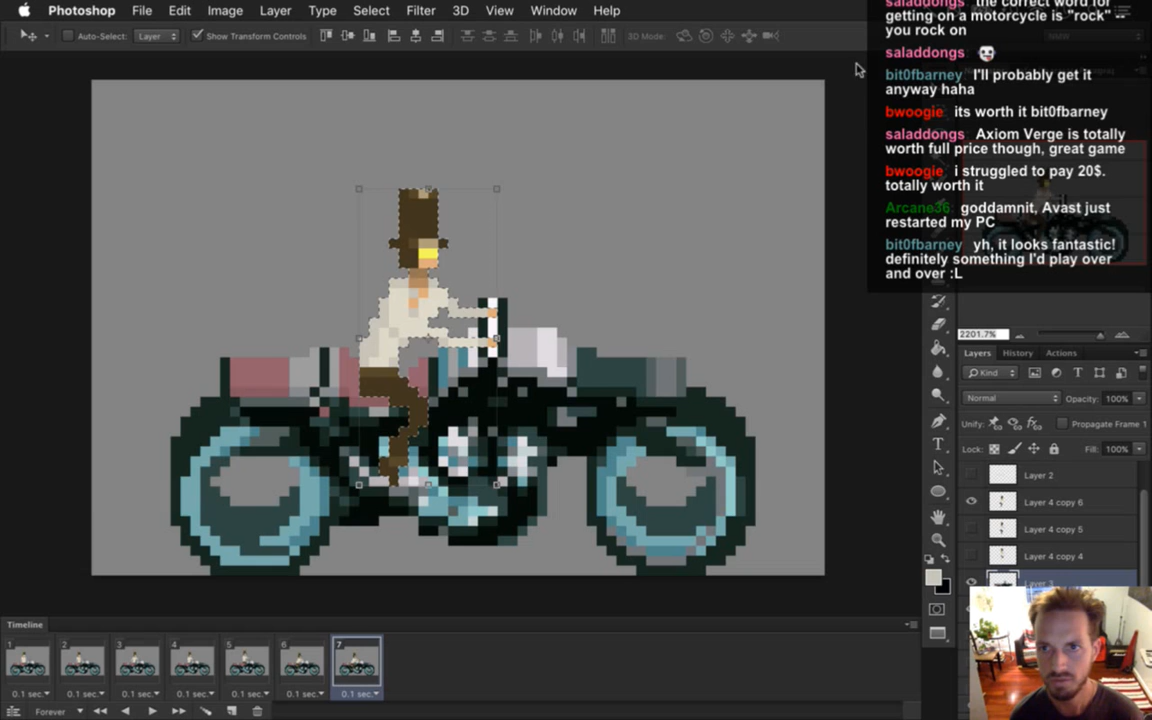 Photoshop File Edit Image Layer Type Select Filter 3D View Window Help
Auto-Select: Layer Show Transform Controls 3D Mode:
saladdongs the correct word for
getting on a motorcycle is "rock" --
you rock on
saladdongs
bit0fbarney I'll probably get it
anyway haha
bwoogie its worth it bit0fbarney
saladdongs Axiom Verge is totally
worth full price though, great game
bwoogie i struggled to pay 20$.
totally worth it
Arcane36 goddamnit, Avast just
restarted my PC
bit0fbarney yh, it looks fantastic!
definitely something I'd play over
and over :L
2201.7%
Layers History Actions
Kind
Normal Opacity: 100%
Unify: Propagate Frame 1
Lock: Fill: 100%
Layer 2
Layer 4 copy 6
Layer 4 copy 5
Layer 4 copy 4
Layer 3
Timeline
1 2 3 4 5 6 7
0.1 sec. 0.1 sec. 0.1 sec. 0.1 sec. 0.1 sec. 0.1 sec. 0.1 sec.
Forever